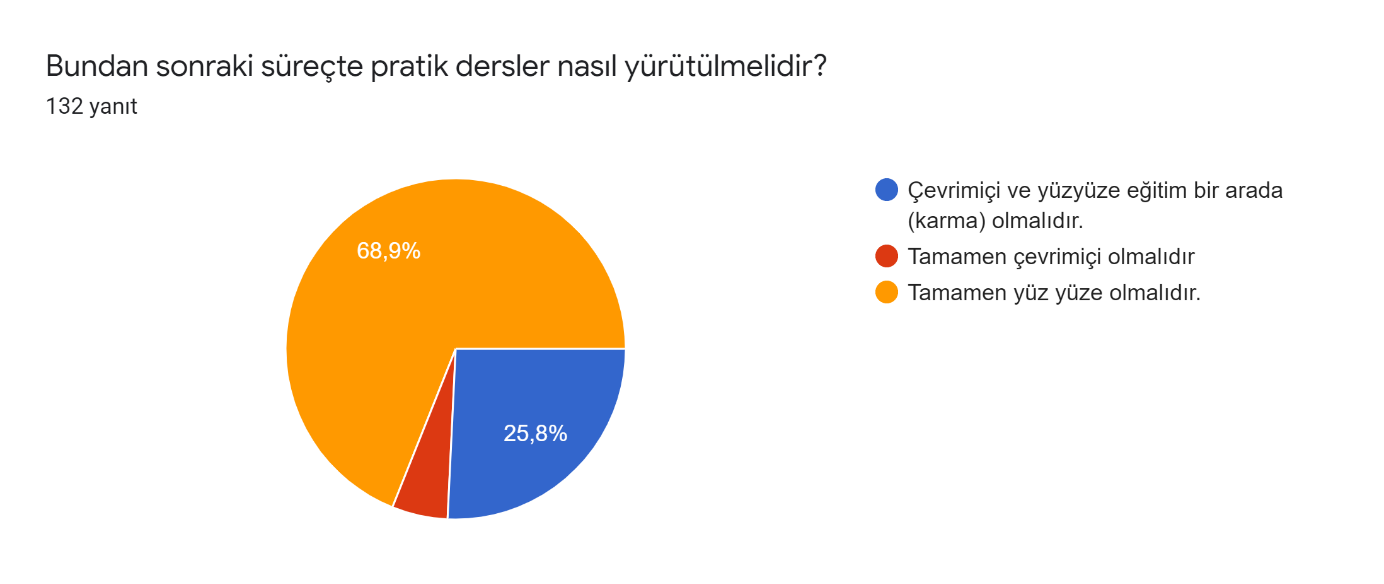 Bundan sonraki süreçte pratik dersler nasıl yürütülmelidir?
132 yanıt
68,9%
25,8%
Çevrimiçi ve yüzyüze eğitim bir arada
(karma) olmalıdır.
Tamamen çevrimiçi olmalıdır
Tamamen yüz yüze olmalıdır.